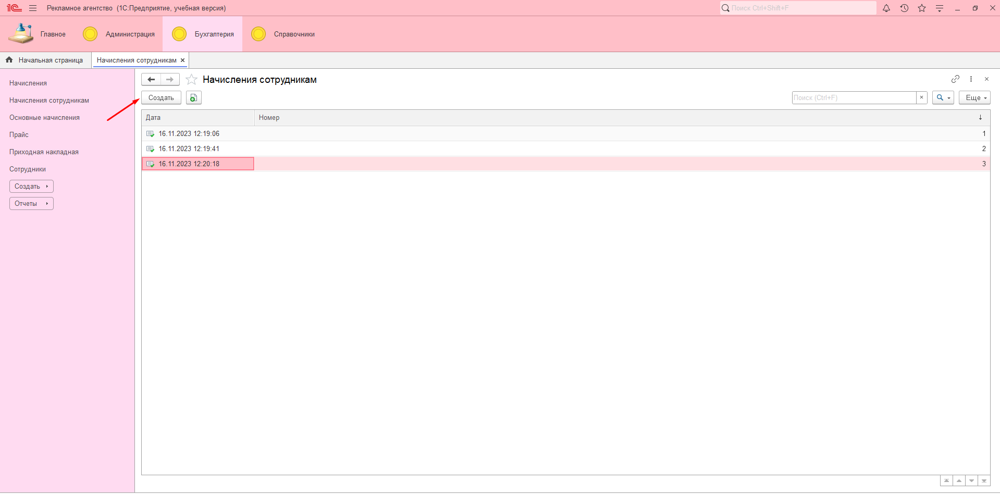 1С Рекламное агентство (1С:Предприятие, учебная версия) Поиск Ctrl+Shift+F
Главное Администрация Бухгалтерия Справочники
Начальная страница Начисления сотрудникам
Начисления
Начисления сотрудникам
Основные начисления
Прайс
Приходная накладная
Сотрудники
Создать
Отчеты
Начисления сотрудникам
Создать Поиск (Ctrl+F) Еще
Дата Номер
16.11.2023 12:19:06 1
16.11.2023 12:19:41 2
16.11.2023 12:20:18 3